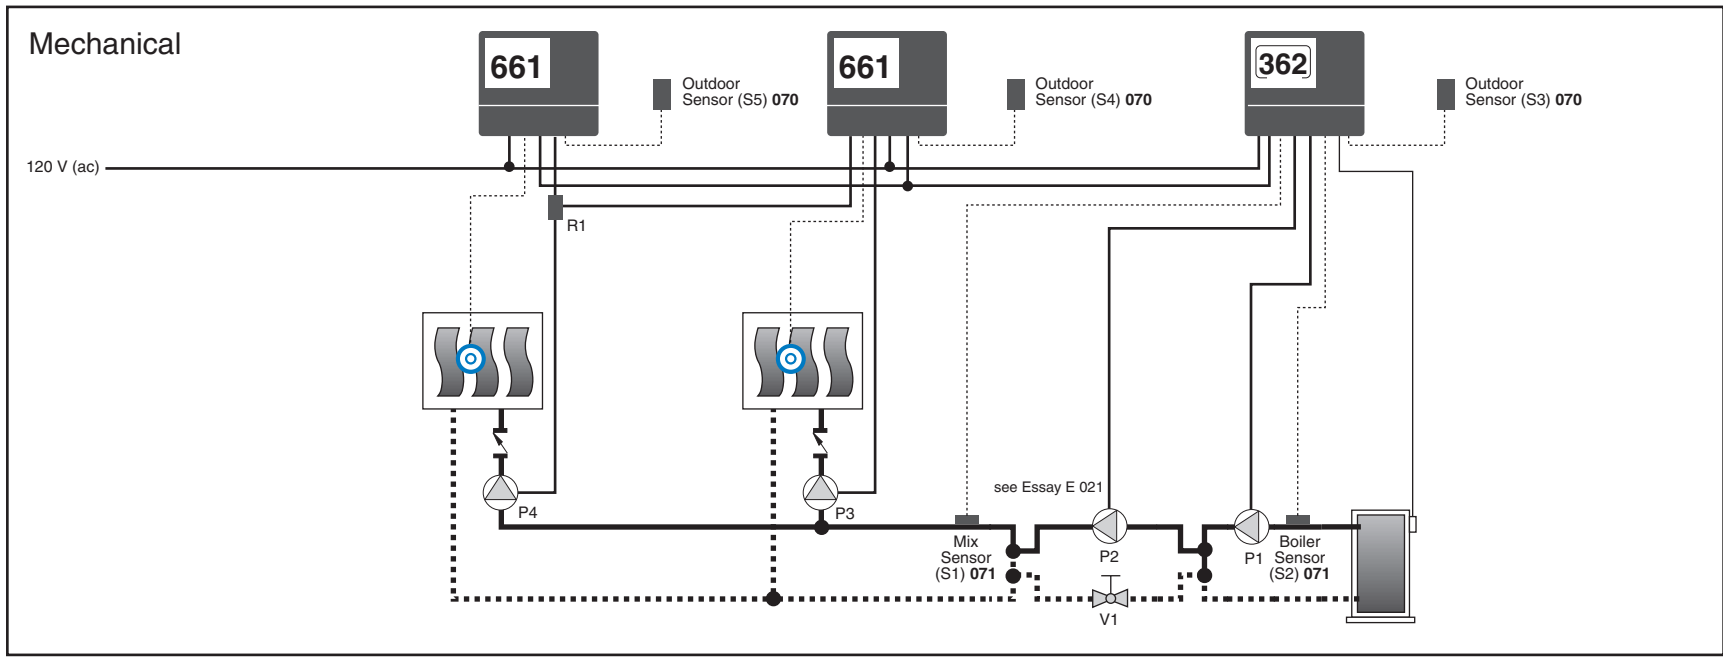 Mechanical
661
Outdoor
Sensor (S5) 070
661
Outdoor
Sensor (S4) 070
362
Outdoor
Sensor (S3) 070
120 V (ac)
R1
see Essay E 021
P4
P3
Mix
Sensor
(S1) 071
P2
P1
Boiler
Sensor
(S2) 071
V1